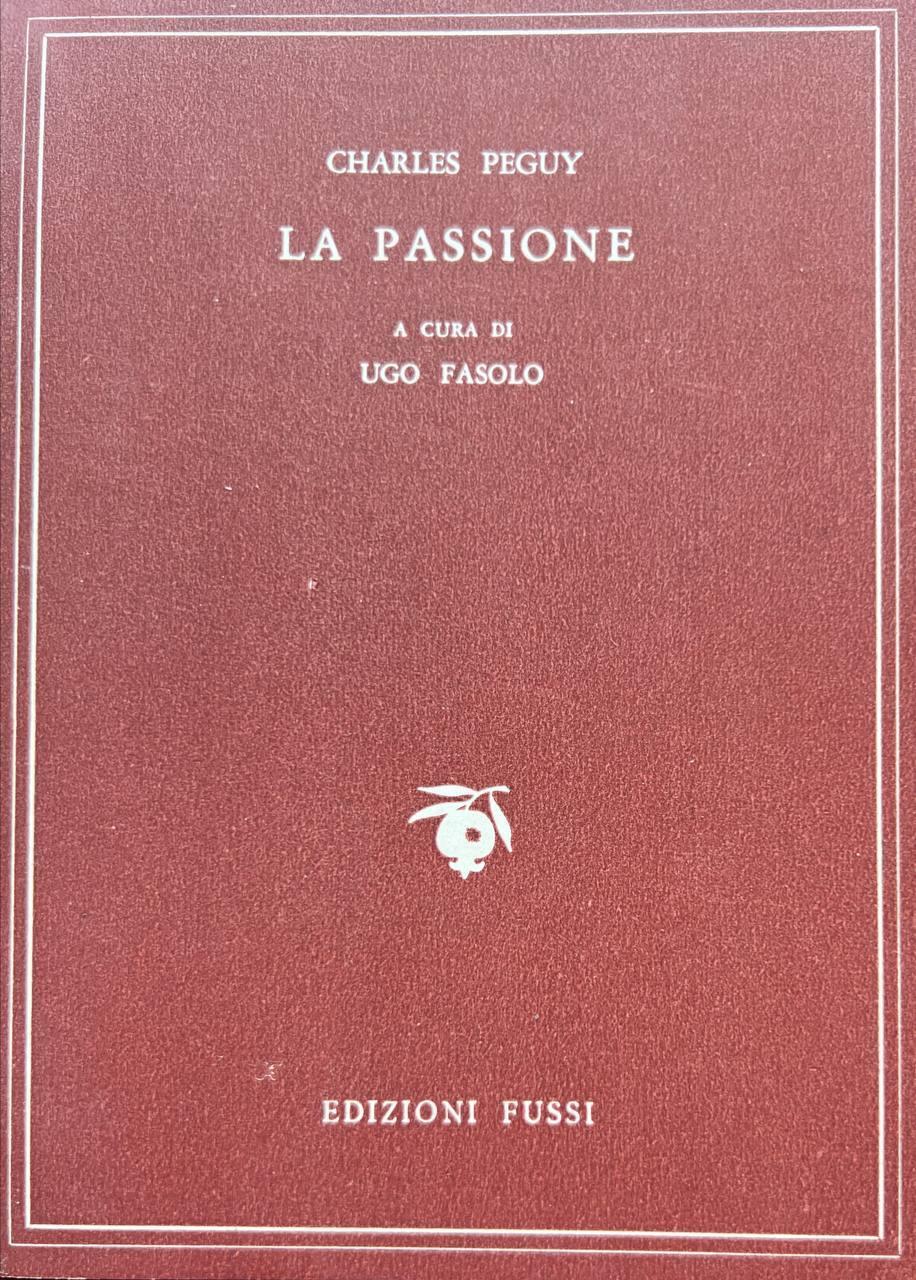 CHARLES PEGUY
LA PASSIONE
A CURA DI
UGO FASOLO
EDIZIONI FUSSI